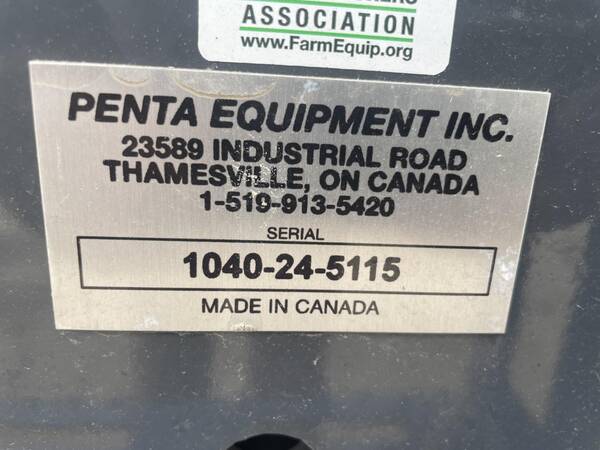 ASSOCIATION
www.FarmEquip.org
PENTA EQUIPMENT INC.
23589 INDUSTRIAL ROAD
THAMESVILLE, ON CANADA
1-519-913-5420
SERIAL
1040-24-5115
MADE IN CANADA